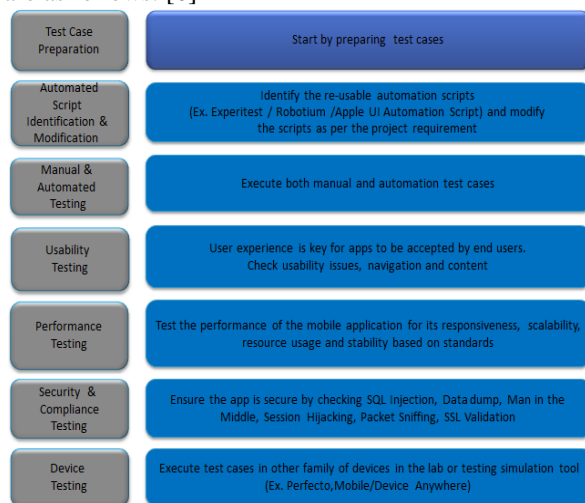 Test Case
Preparation
Start by preparing test cases
Automated
Script
Identification &
Modification
Identify the re-usable automation scripts
(Ex. Experitest / Robotium /Apple UI Automation Script) and modify
the scripts as per the project requirement
Manual &
Automated
Testing
Execute both manual and automation test cases
Usability
Testing
User experience is key for apps to be accepted by end users.
Check usability issues, navigation and content
Performance
Testing
Test the performance of the mobile application for its responsiveness, scalability,
resource usage and stability based on standards
Security &
Compliance
Testing
Ensure the app is secure by checking SQL Injection, Data dump, Man in the
Middle, Session Hijacking, Packet Sniffing, SSL Validation
Device
Testing
Execute test cases in other family of devices in the lab or testing simulation tool
(Ex. Perfecto,Mobile/Device Anywhere)